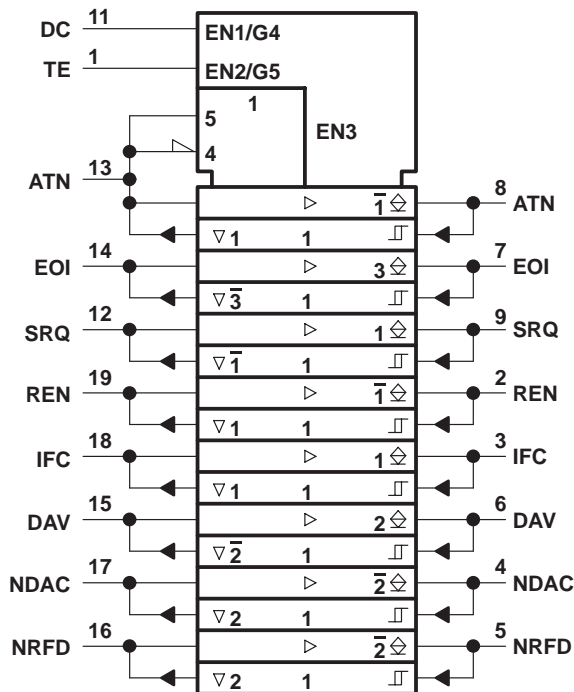 DC 11 EN1/G4
TE 1 EN2/G5
1
5 EN3
4
ATN 13
▷ 1̅ 8 ATN
▽ 1 1
EOI 14 ▷ 3 7 EOI
▽ 3̅ 1
SRQ 12 ▷ 1 9 SRQ
▽ 1̅ 1
REN 19 ▷ 1̅ 2 REN
▽ 1 1
IFC 18 ▷ 1 3 IFC
▽ 1 1
DAV 15 ▷ 2 6 DAV
▽ 2̅ 1
NDAC 17 ▷ 2̅ 4 NDAC
▽ 2 1
NRFD 16 ▷ 2̅ 5 NRFD
▽ 2 1